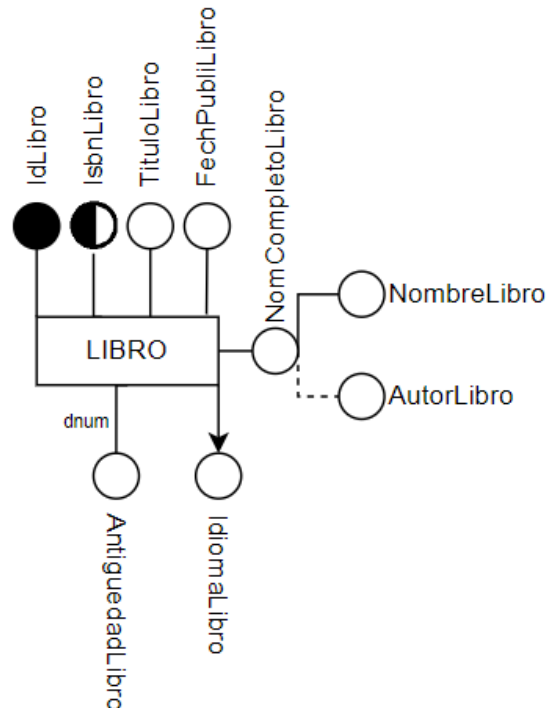 IdLibro
IsbnLibro
TituloLibro
FechPubliLibro
NomCompletoLibro
NombreLibro
LIBRO
AutorLibro
dnum
AntiguedadLibro
IdiomaLibro